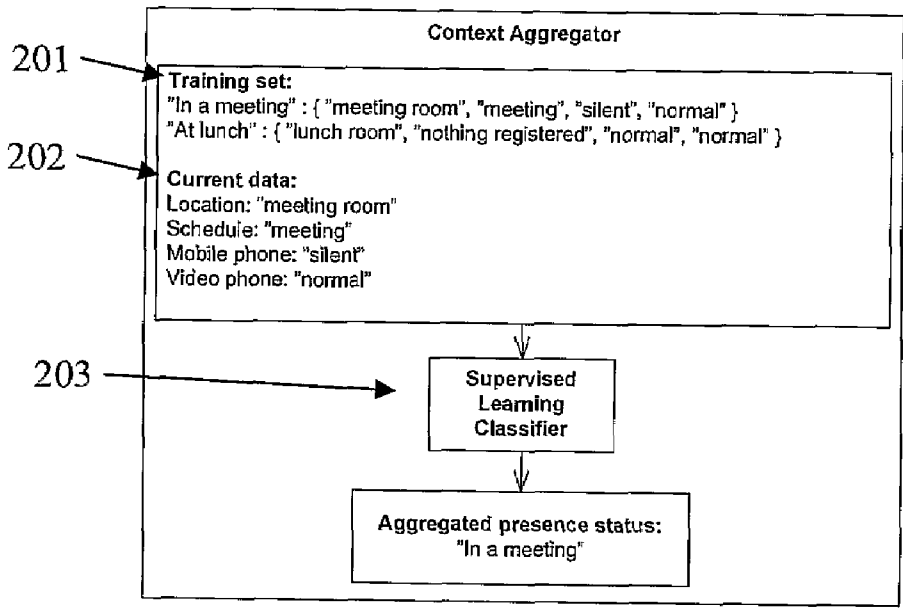 Context Aggregator
201
Training set:
"In a meeting" : { "meeting room", "meeting", "silent", "normal" }
"At lunch" : { "lunch room", "nothing registered", "normal", "normal" }
202
Current data:
Location: "meeting room"
Schedule: "meeting"
Mobile phone: "silent"
Video phone: "normal"
203
Supervised
Learning
Classifier
Aggregated presence status:
"In a meeting"